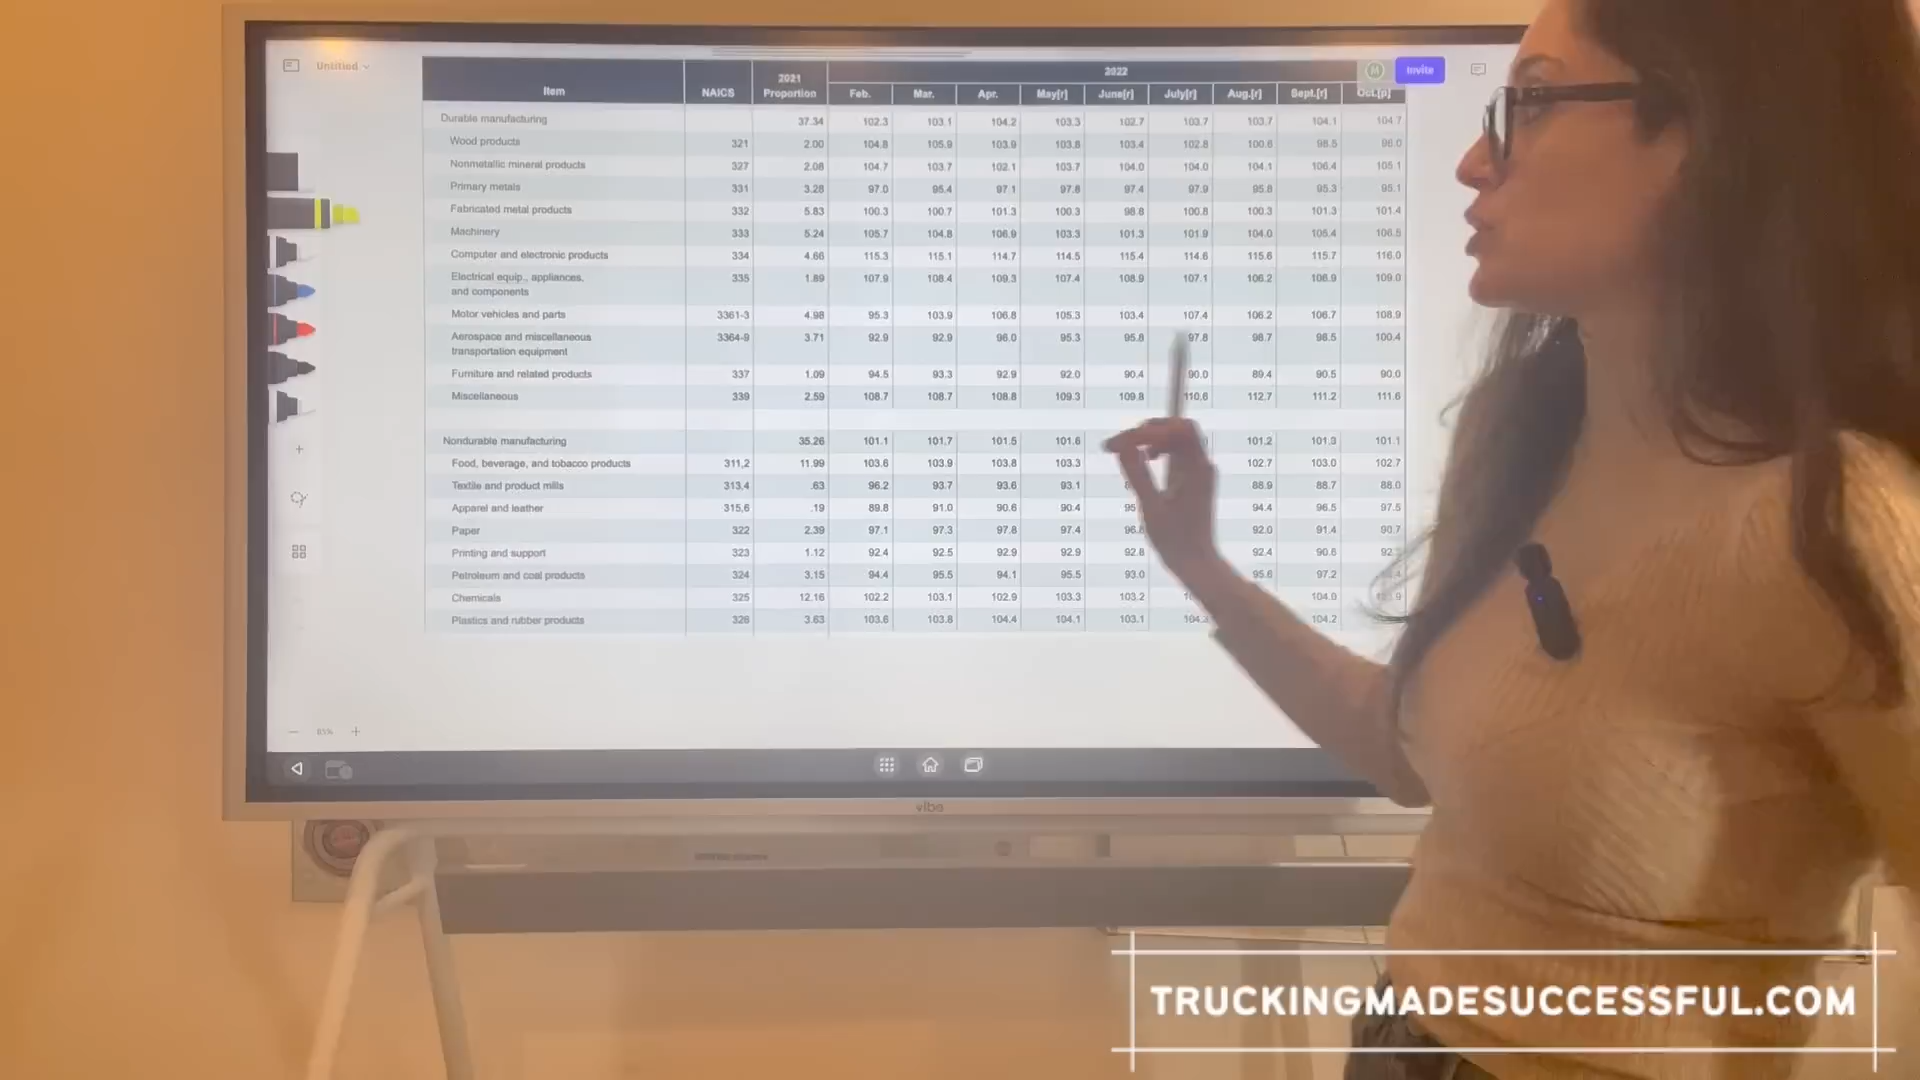 Untitled
Invite
M
2022
Item NAICS 2021 Proportion Feb. Mar. Apr. May[r] June[r] July[r] Aug.[r] Sept.[r] Oct.[p]
Durable manufacturing 37.34 102.3 103.1 104.2 103.3 102.7 103.7 103.7 104.1 104.7
Wood products 321 2.00 104.8 105.9 103.9 103.8 103.4 102.8 100.6
Nonmetallic mineral products 327 2.08 104.7 103.7 102.1 103.7 104.0 104.0 104.1 106.4 105.1
Primary metals 331 3.28 97.0 95.4 97.1 97.8 97.4 97.9 95.8 95.3 95.1
Fabricated metal products 332 5.83 100.3 100.7 101.3 100.3 98.8 100.8 100.3 101.3 101.4
Machinery 333 5.24 105.7 104.8 106.9 103.3 101.3 101.9 104.0 105.4 106.5
Computer and electronic products 334 4.66 115.3 115.1 114.7 114.5 115.4 114.6 115.6 115.7 116.0
Electrical equip., appliances, 335 1.89 107.9 108.4 109.3 107.4 108.9 107.1 106.2 106.9 109.0
and components
Motor vehicles and parts 3361-3 4.98 95.3 103.9 106.8 105.3 103.4 107.4 106.2 106.7 108.9
Aerospace and miscellaneous 3364-9 3.71 92.9 92.9 96.0 95.3 95.8 97.8 98.7 98.5 100.4
transportation equipment
Furniture and related products 337 1.09 94.5 93.3 92.9 92.0 90.4 90.0 89.4 90.5 90.0
Miscellaneous 339 2.59 108.7 108.7 108.8 109.3 109.8 110.6 112.7 111.2 111.6
Nondurable manufacturing 35.26 101.1 101.7 101.5 101.6 101.2 101.3 101.1
Food, beverage, and tobacco products 311,2 11.99 103.6 103.9 103.8 103.3 102.7 103.0 102.7
Textile and product mills 313,4 .63 96.2 93.7 93.6 93.1 88.9 88.7 88.0
Apparel and leather 315,6 .19 89.8 91.0 90.6 90.4 94.4 96.5 97.5
Paper 322 2.39 97.1 97.3 97.8 97.4 92.0 91.4 90.7
Printing and support 323 1.12 92.4 92.5 92.9 92.9 92.8 92.4 90.6
Petroleum and coal products 324 3.15 94.4 95.5 94.1 95.5 93.0 95.6 97.2
Chemicals 325 12.16 102.2 103.1 102.9 103.3 103.2 104.0
Plastics and rubber products 326 3.63 103.6 103.8 104.4 104.1 103.1 104.2
85%
vibe
TRUCKINGMADESUCCESSFUL.COM